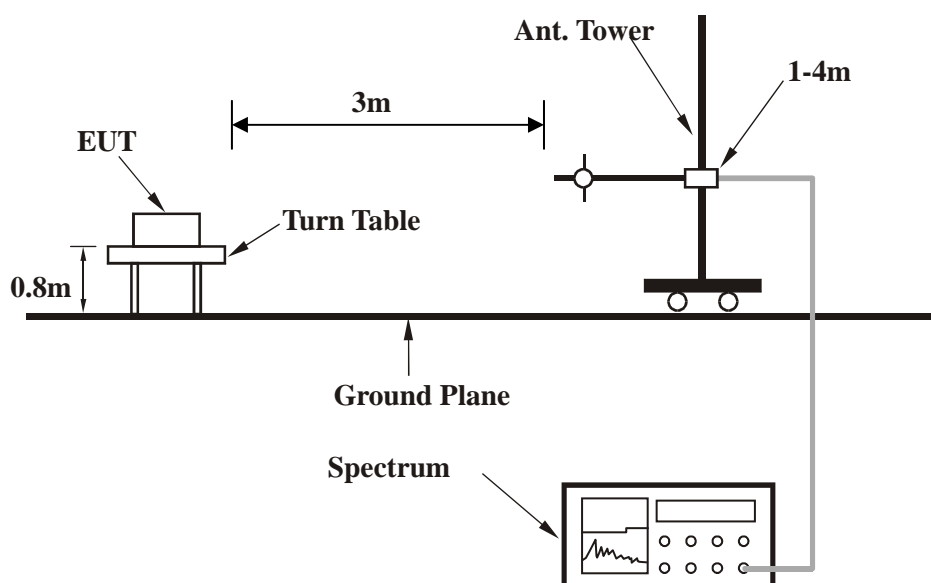 Ant. Tower
1-4m
3m
EUT
Turn Table
0.8m
Ground Plane
Spectrum